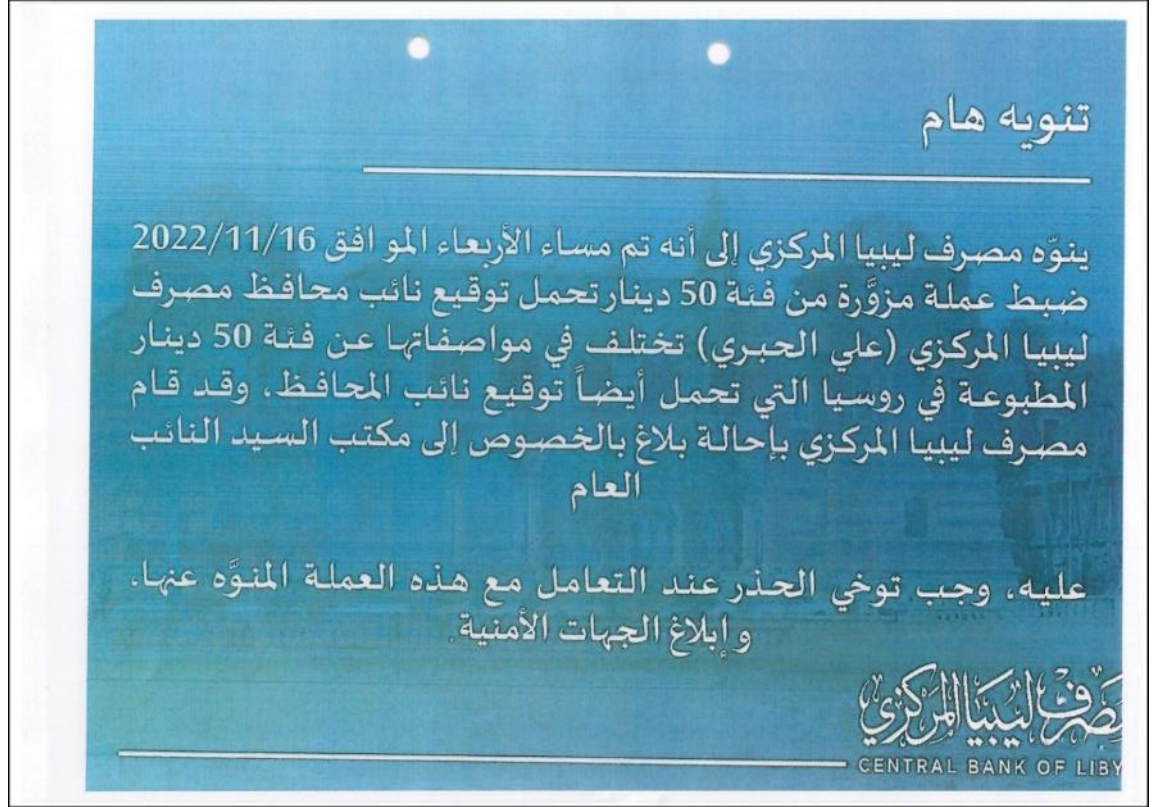 تنويه هام
ينوّه مصرف ليبيا المركزي إلى أنه تم مساء الأربعاء الموافق 2022/11/16
ضبط عملة مزوَّرة من فئة 50 دينار تحمل توقيع نائب محافظ مصرف
ليبيا المركزي (علي الحبري) تختلف في مواصفاتها عن فئة 50 دينار
المطبوعة في روسيا التي تحمل أيضاً توقيع نائب المحافظ، وقد قام
مصرف ليبيا المركزي بإحالة بلاغ بالخصوص إلى مكتب السيد النائب
العام
عليه، وجب توخي الحذر عند التعامل مع هذه العملة المنوَّه عنها،
وإبلاغ الجهات الأمنية.
مصرف ليبيا المركزي
CENTRAL BANK OF LIBY